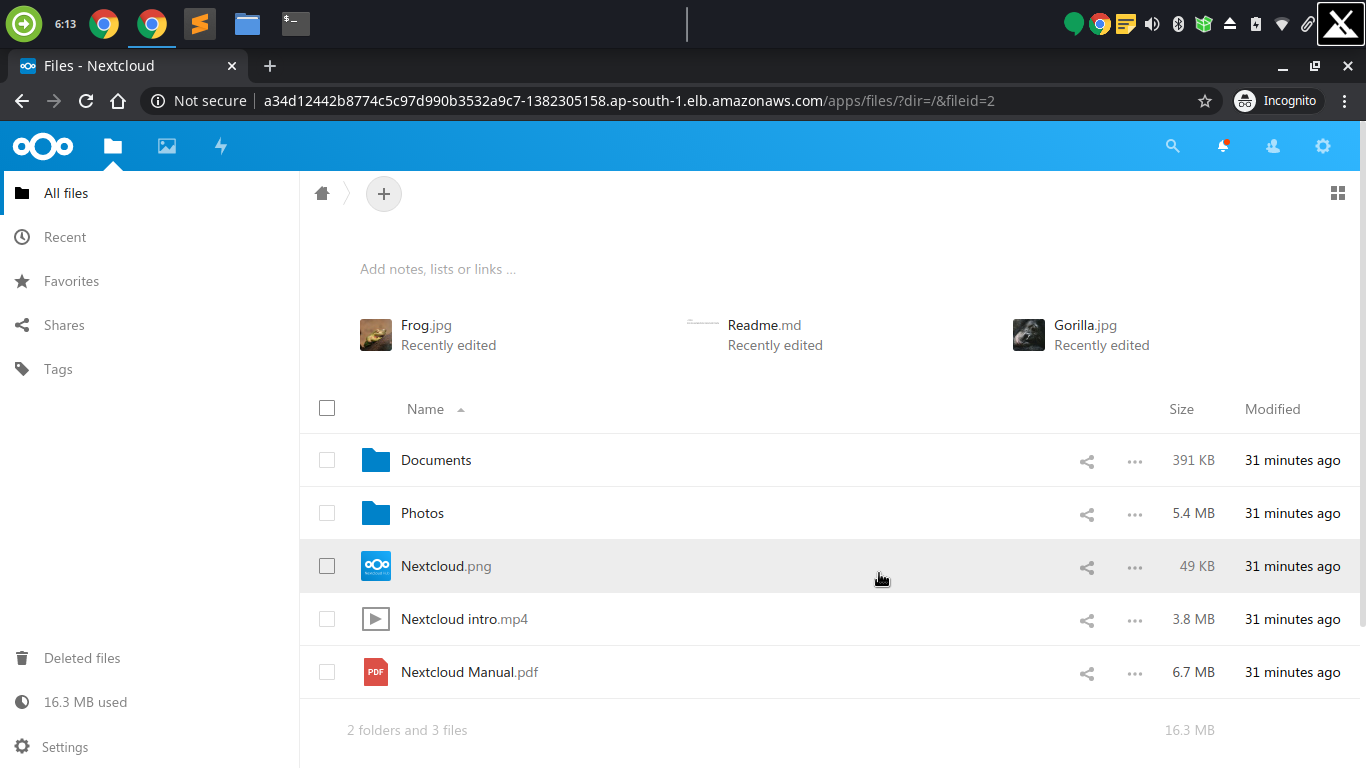 6:13
$_
Files - Nextcloud
Not secure
a34d12442b8774c5c97d990b3532a9c7-1382305158.ap-south-1.elb.amazonaws.com/apps/files/?dir=/&fileid=2
Incognito
All files
Recent
Favorites
Shares
Tags
Deleted files
16.3 MB used
Settings
Add notes, lists or links ...
Frog.jpg
Recently edited
Readme.md
Recently edited
Gorilla.jpg
Recently edited
Name Size Modified
Documents 391 KB 31 minutes ago
Photos 5.4 MB 31 minutes ago
Nextcloud.png 49 KB 31 minutes ago
Nextcloud intro.mp4 3.8 MB 31 minutes ago
PDF Nextcloud Manual.pdf 6.7 MB 31 minutes ago
2 folders and 3 files 16.3 MB